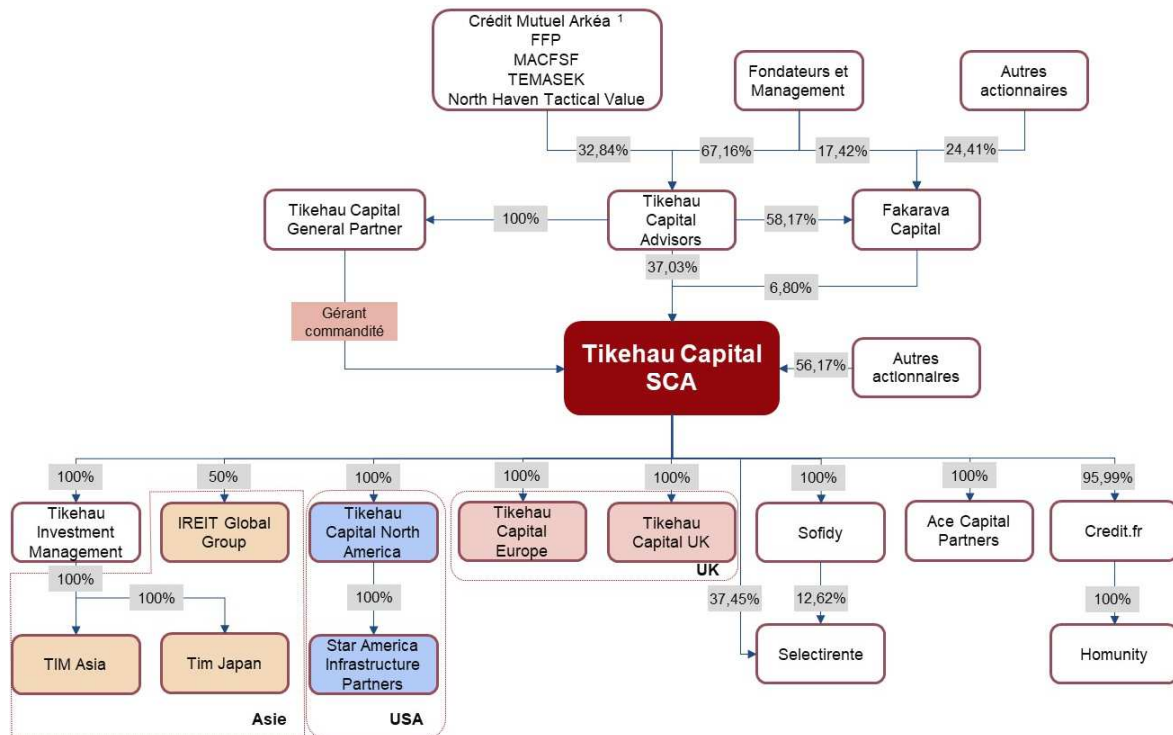 Crédit Mutuel Arkéa ¹
FFP
MACFSF
TEMASEK
North Haven Tactical Value
Fondateurs et
Management
Autres
actionnaires
32,84%
67,16%
17,42%
24,41%
Tikehau Capital
General Partner
100%
Tikehau
Capital
Advisors
58,17%
Fakarava
Capital
37,03%
6,80%
Gérant
commandité
Tikehau Capital
SCA
56,17%
Autres
actionnaires
100%
50%
100%
100%
100%
100%
100%
95,99%
Tikehau
Investment
Management
IREIT Global
Group
Tikehau
Capital North
America
Tikehau
Capital
Europe
Tikehau
Capital UK
Sofidy
Ace Capital
Partners
Credit.fr
UK
100%
100%
100%
37,45%
12,62%
100%
TIM Asia
Tim Japan
Star America
Infrastructure
Partners
Selectirente
Homunity
Asie
USA